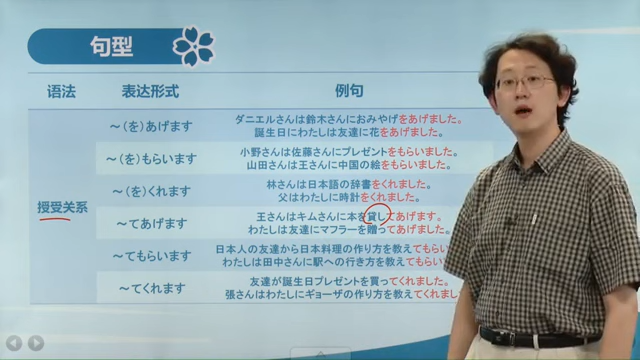 句型
语法 表达形式 例句
授受关系
～(を)あげます
ダニエルさんは鈴木さんにおみやげをあげました。
誕生日にわたしは友達に花をあげました。
～(を)もらいます
小野さんは佐藤さんにプレゼントをもらいました。
山田さんは王さんに中国の絵をもらいました。
～(を)くれます
林さんは日本語の辞書をくれました。
父はわたしに時計をくれました。
～てあげます
王さんはキムさんに本を貸してあげます。
わたしは友達にマフラーを贈ってあげました。
～てもらいます
日本人の友達から日本料理の作り方を教えてもらい
わたしは田中さんに駅への行き方を教えてもらい
～てくれます
友達が誕生日プレゼントを買ってくれました。
張さんはわたしにギョーザの作り方を教えてくれまし